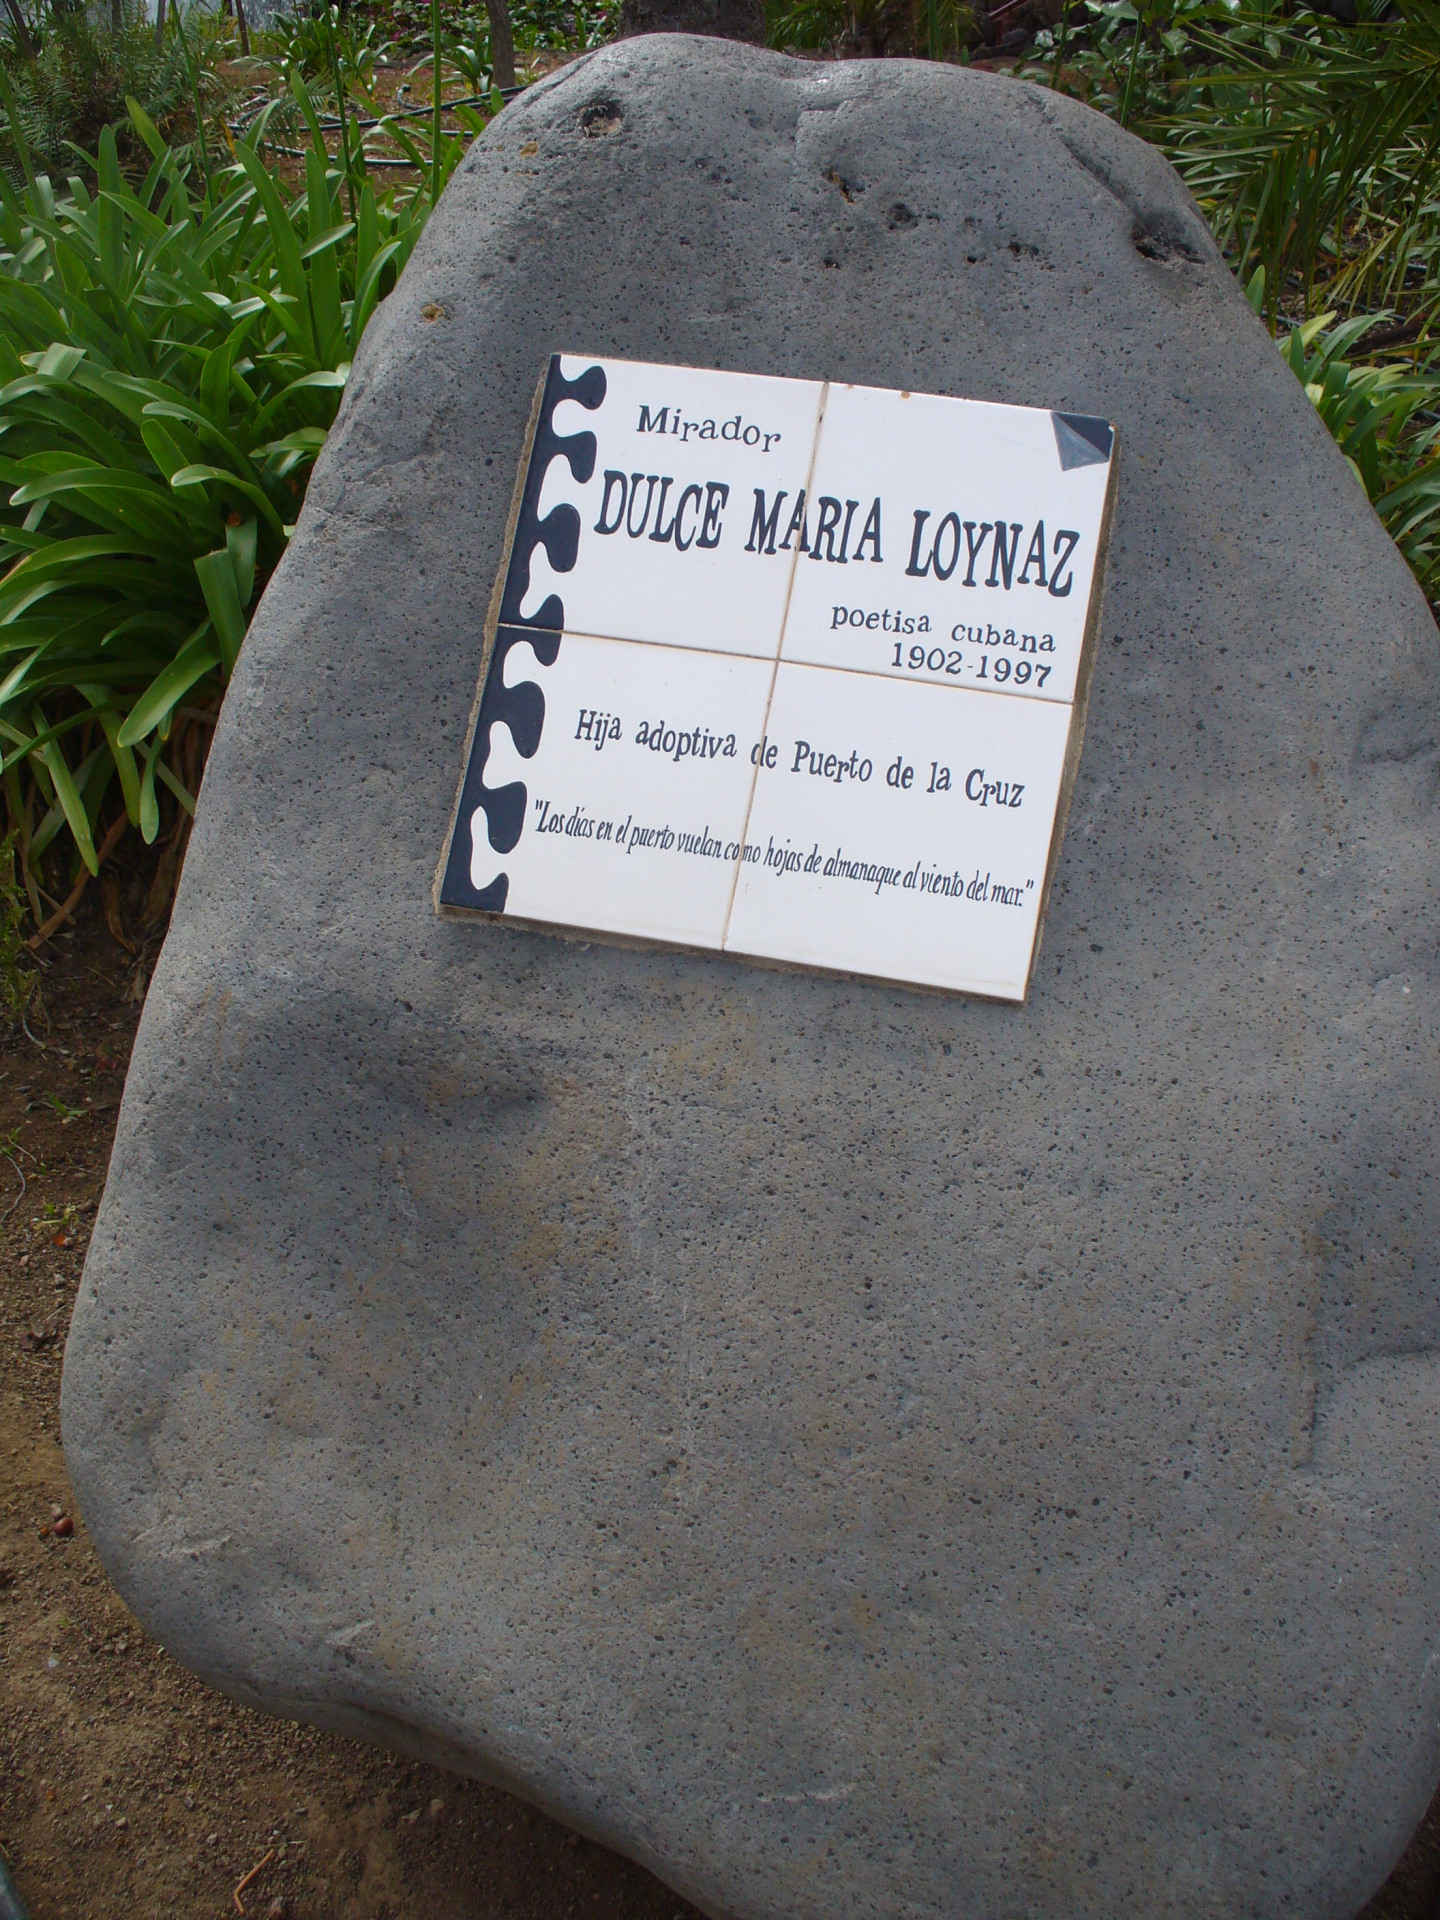 Mirador
DULCE MARIA LOYNAZ
poetisa cubana
1902-1997
Hija adoptiva de Puerto de la Cruz
"Los días en el puerto vuelan como hojas de almanaque al viento del mar."